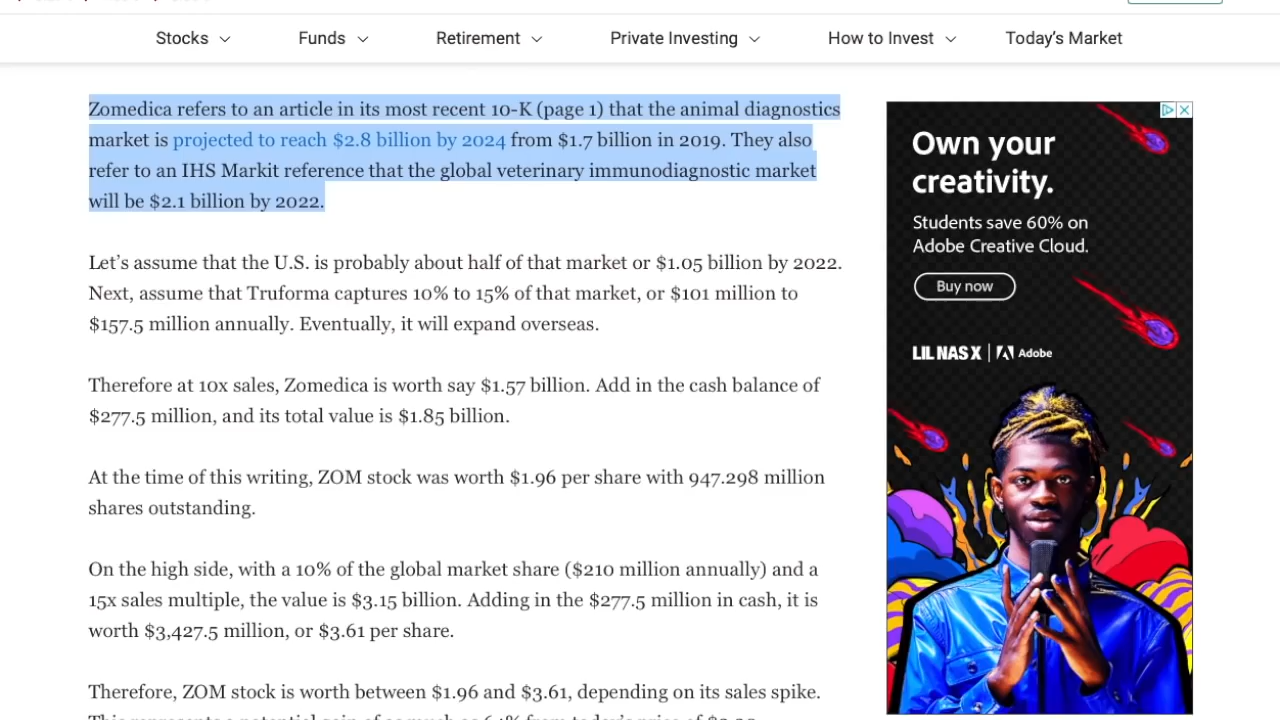 Stocks Funds Retirement Private Investing How to Invest Today's Market
Zomedica refers to an article in its most recent 10-K (page 1) that the animal diagnostics
market is projected to reach $2.8 billion by 2024 from $1.7 billion in 2019. They also
refer to an IHS Markit reference that the global veterinary immunodiagnostic market
will be $2.1 billion by 2022.
Let's assume that the U.S. is probably about half of that market or $1.05 billion by 2022.
Next, assume that Truforma captures 10% to 15% of that market, or $101 million to
$157.5 million annually. Eventually, it will expand overseas.
Therefore at 10x sales, Zomedica is worth say $1.57 billion. Add in the cash balance of
$277.5 million, and its total value is $1.85 billion.
At the time of this writing, ZOM stock was worth $1.96 per share with 947.298 million
shares outstanding.
On the high side, with a 10% of the global market share ($210 million annually) and a
15x sales multiple, the value is $3.15 billion. Adding in the $277.5 million in cash, it is
worth $3,427.5 million, or $3.61 per share.
Therefore, ZOM stock is worth between $1.96 and $3.61, depending on its sales spike.
Own your
creativity.
Students save 60% on
Adobe Creative Cloud.
Buy now
LIL NAS X | Adobe